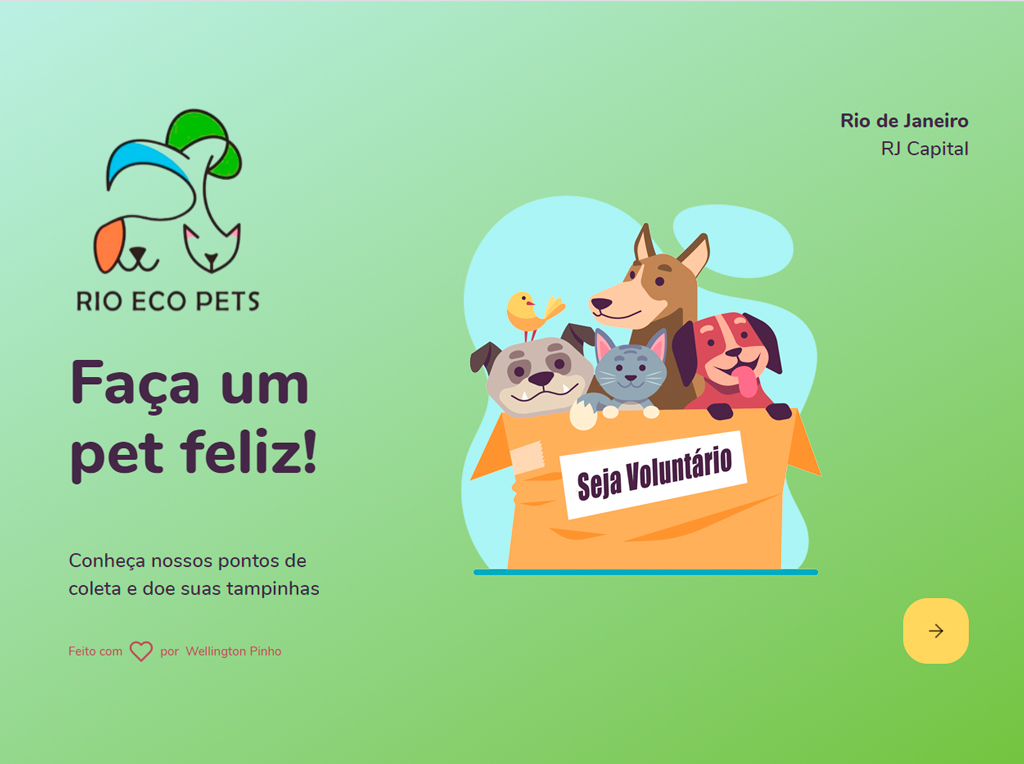 RIO ECO PETS
Faça um
pet feliz!
Conheça nossos pontos de
coleta e doe suas tampinhas
Feito com por Wellington Pinho
Seja Voluntário
Rio de Janeiro
RJ Capital